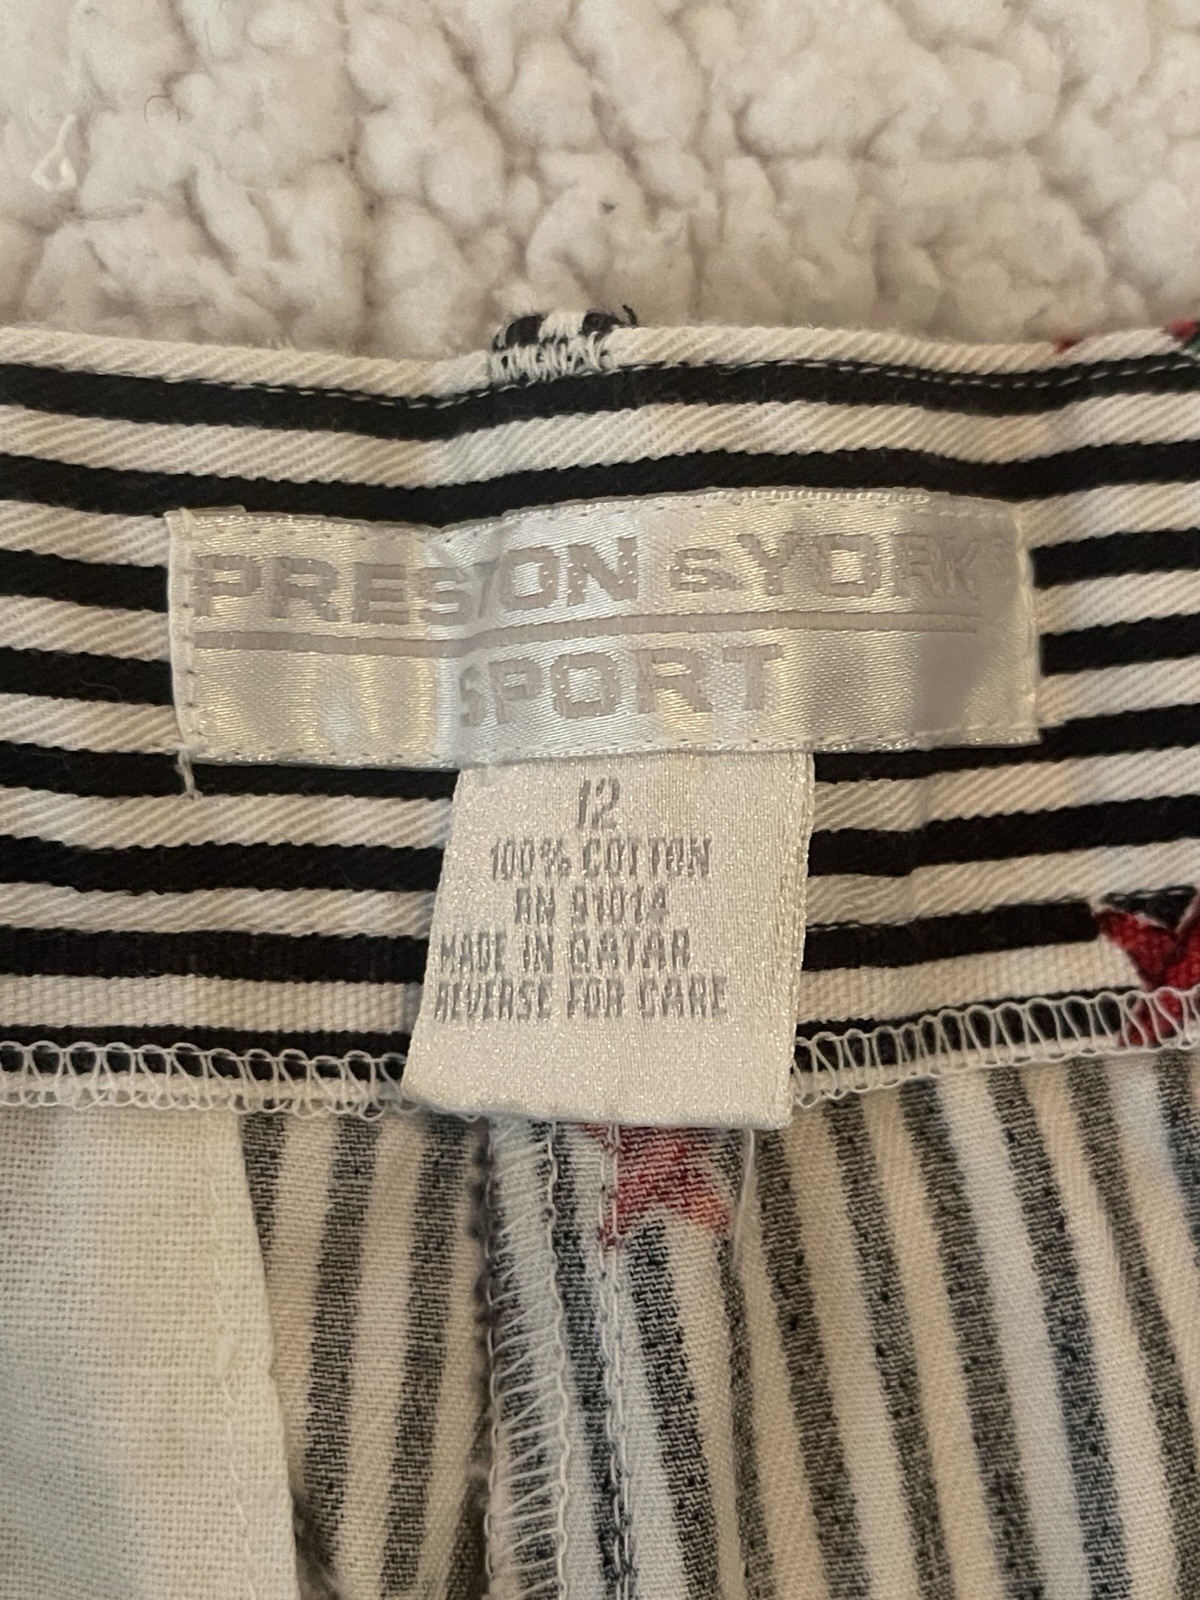 PRESTON & YORK®
SPORT
12
100% COTTON
RN 91014
MADE IN QATAR
REVERSE FOR CARE